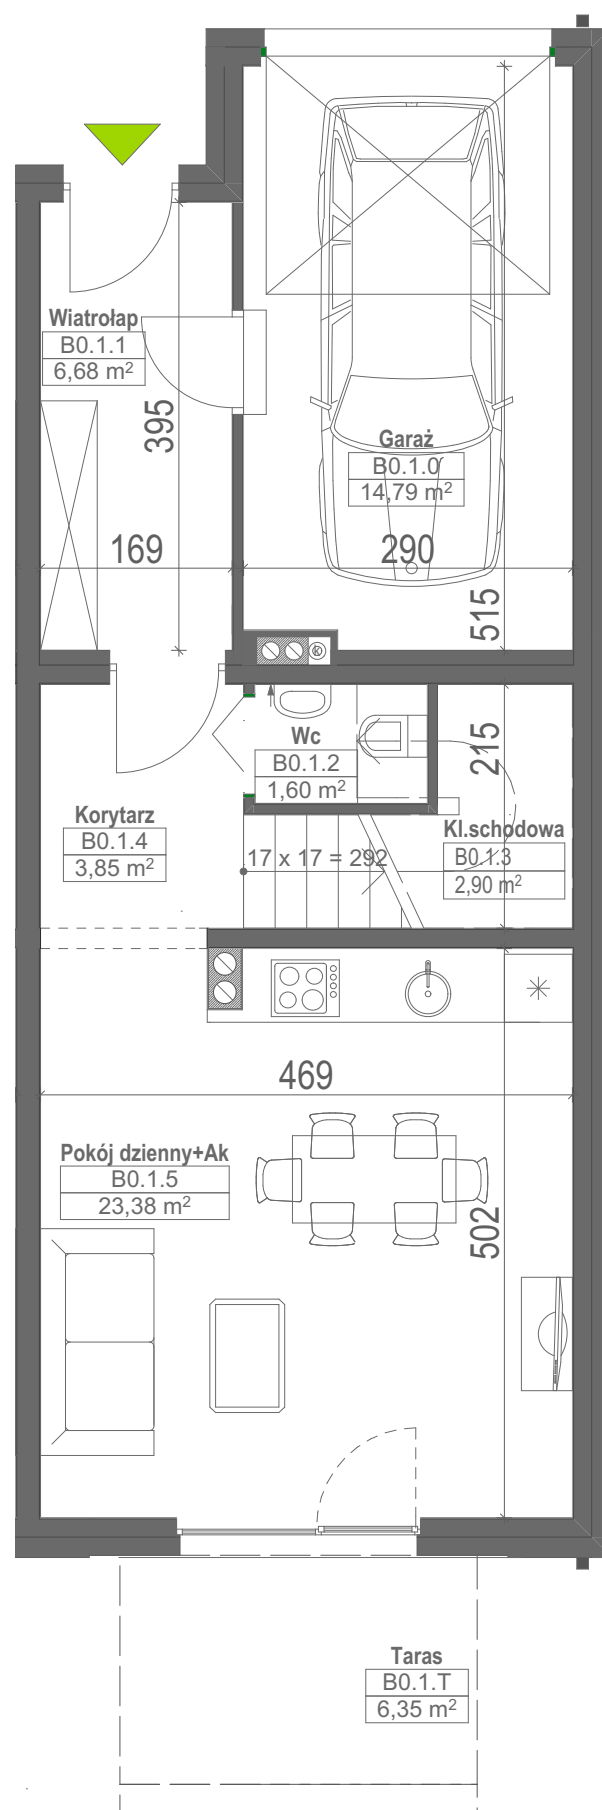 Wiatrołap
B0.1.1
6,68 m²
395
169
Garaż
B0.1.0
14,79 m²
290
515
Wc
B0.1.2
1,60 m²
215
Korytarz
B0.1.4
3,85 m²
17 x 17 = 292
Kl.schodowa
B0.1.3
2,90 m²
469
Pokój dzienny+Ak
B0.1.5
23,38 m²
502
Taras
B0.1.T
6,35 m²